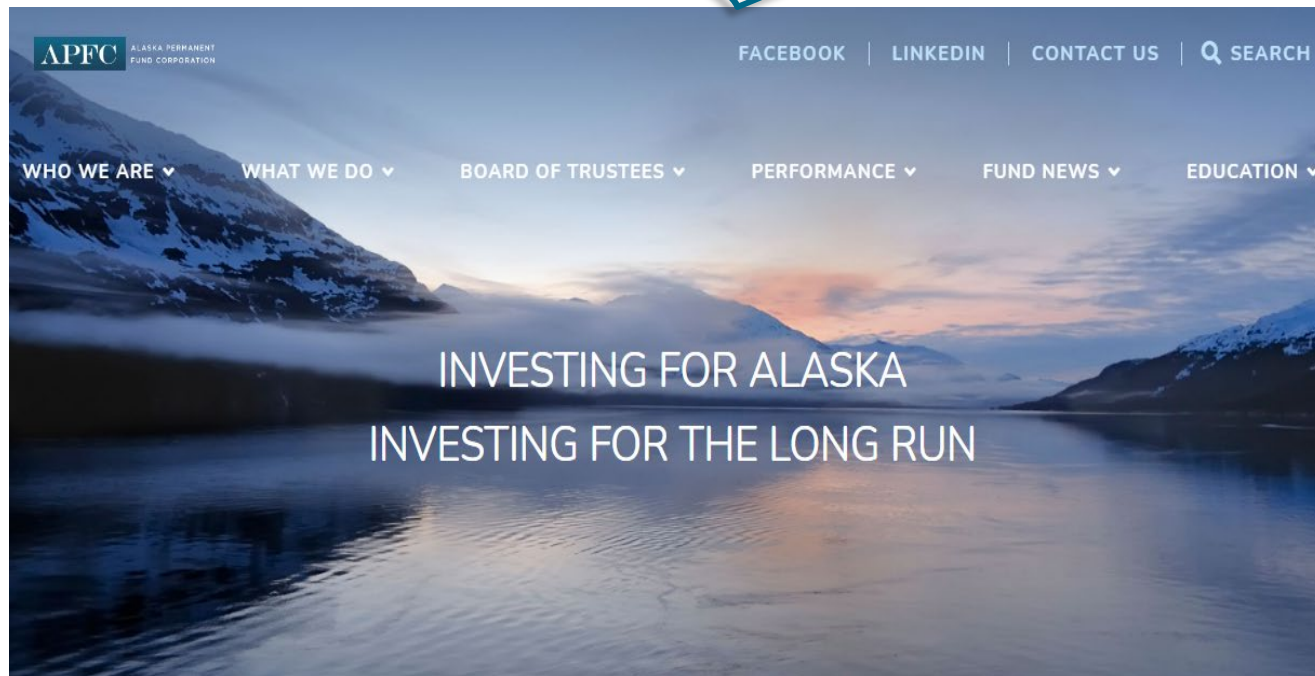 APFC ALASKA PERMANENT
FUND CORPORATION
FACEBOOK | LINKEDIN | CONTACT US | SEARCH
WHO WE ARE WHAT WE DO BOARD OF TRUSTEES PERFORMANCE FUND NEWS EDUCATION
INVESTING FOR ALASKA
INVESTING FOR THE LONG RUN